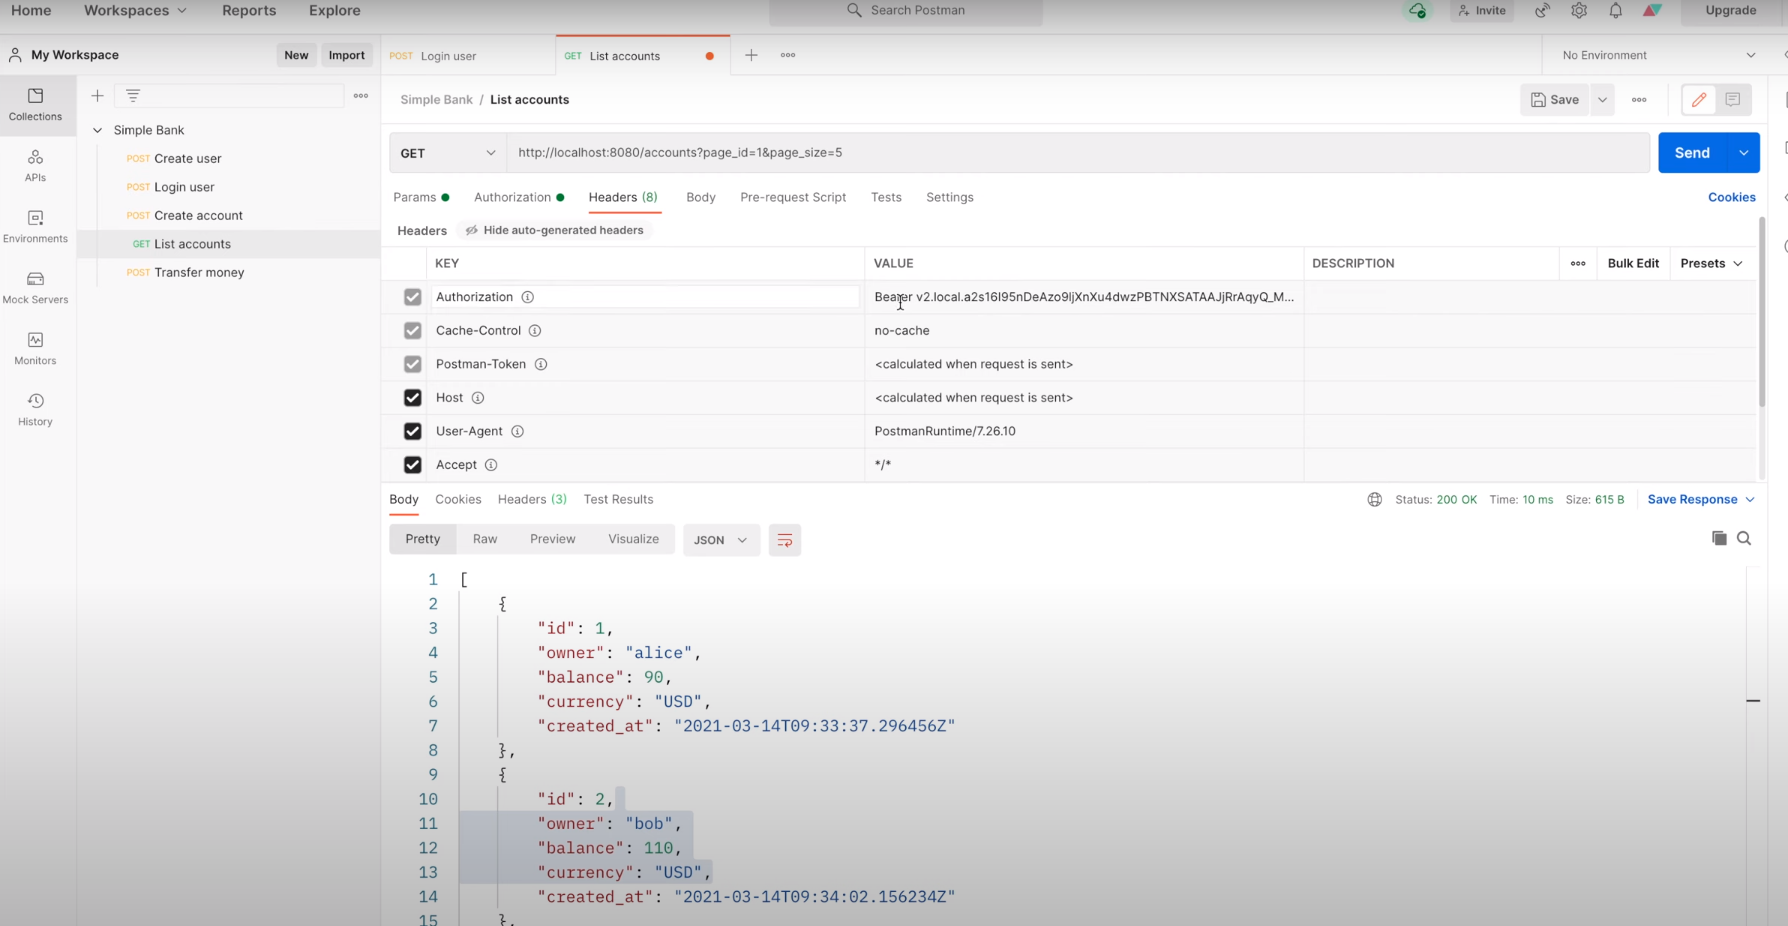 Home Workspaces Reports Explore Search Postman Invite Upgrade
My Workspace New Import POST Login user GET List accounts No Environment
Collections
APIs
Environments
Mock Servers
Monitors
History
Simple Bank
POST Create user
POST Login user
POST Create account
GET List accounts
POST Transfer money
Simple Bank / List accounts Save
GET http://localhost:8080/accounts?page_id=1&page_size=5 Send
Params Authorization Headers (8) Body Pre-request Script Tests Settings Cookies
Headers Hide auto-generated headers
KEY VALUE DESCRIPTION Bulk Edit Presets
Authorization Bearer
Cache-Control no-cache
Postman-Token <calculated when request is sent>
Host <calculated when request is sent>
User-Agent PostmanRuntime/7.26.10
Accept */*
Body Cookies Headers (3) Test Results Status: 200 OK Time: 10 ms Size: 615 B Save Response
Pretty Raw Preview Visualize JSON
1 [
2 {
3 "id": 1,
4 "owner": "alice",
5 "balance": 90,
6 "currency": "USD",
7 "created_at": "2021-03-14T09:33:37.296456Z"
8 },
9 {
10 "id": 2,
11 "owner": "bob",
12 "balance": 110,
13 "currency": "USD",
14 "created_at": "2021-03-14T09:34:02.156234Z"
15 },